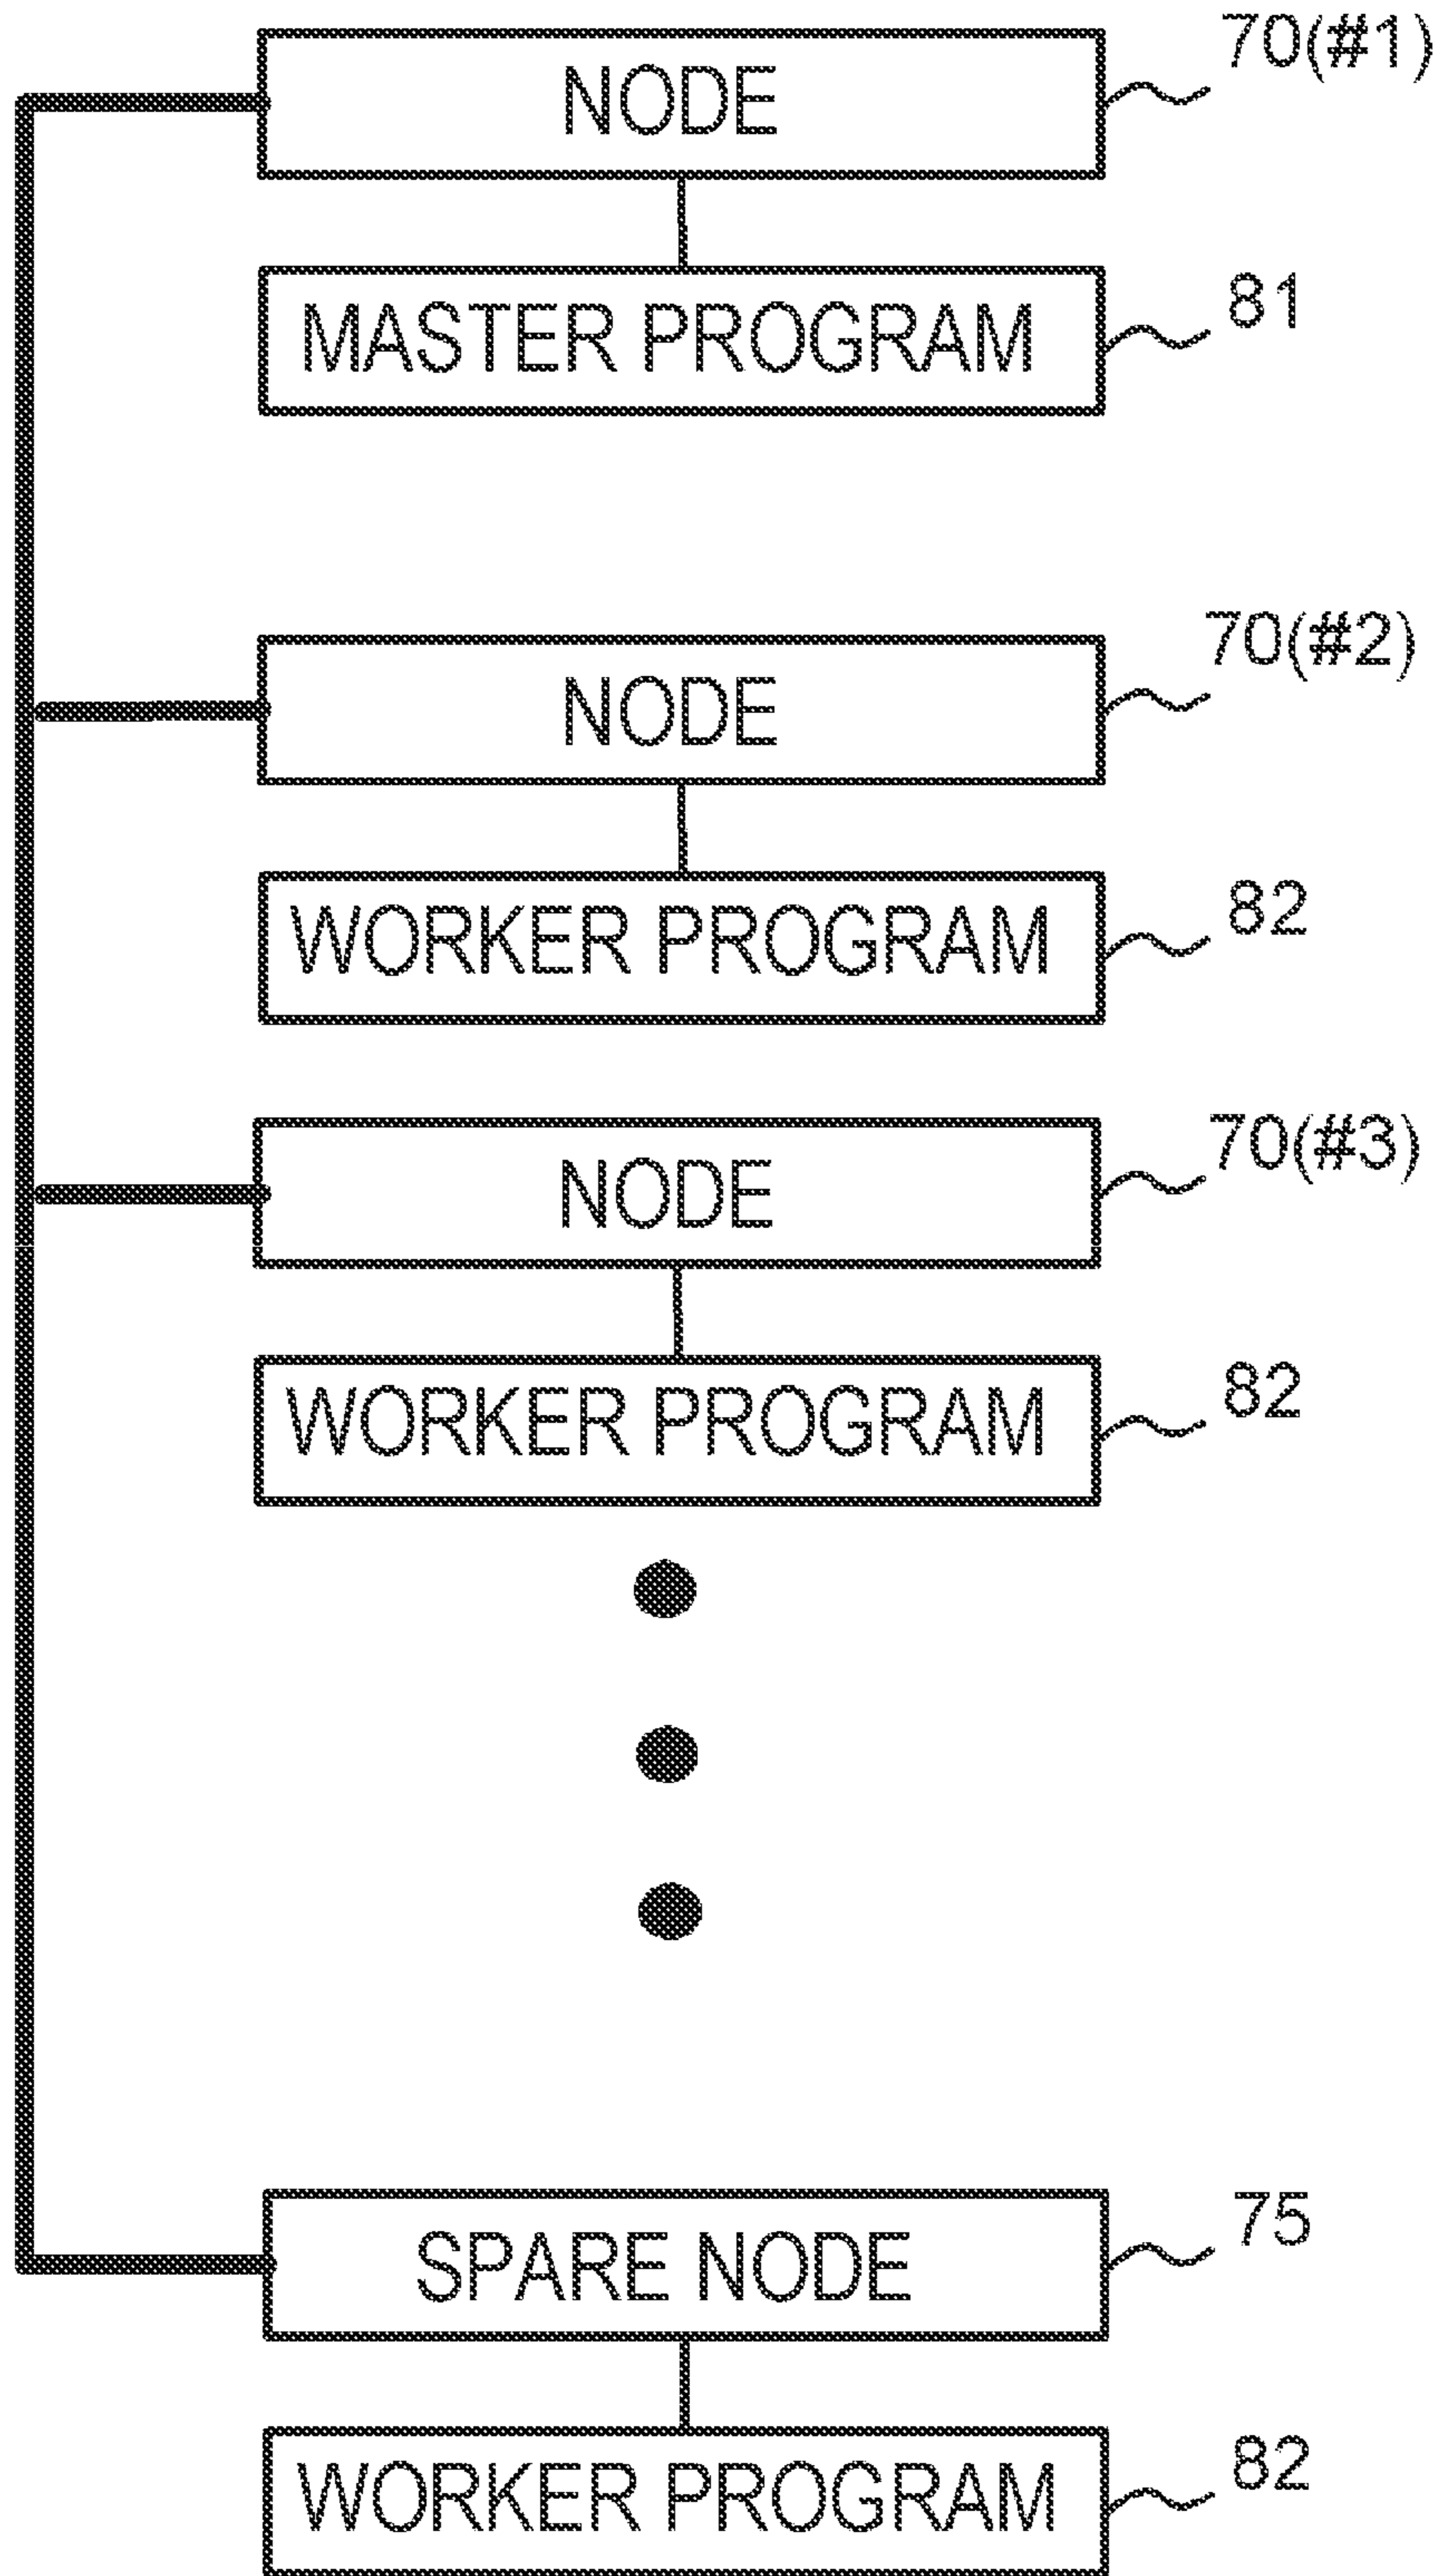 NODE
70(#1)
MASTER PROGRAM
81
NODE
70(#2)
WORKER PROGRAM
82
NODE
70(#3)
WORKER PROGRAM
82
SPARE NODE
75
WORKER PROGRAM
82